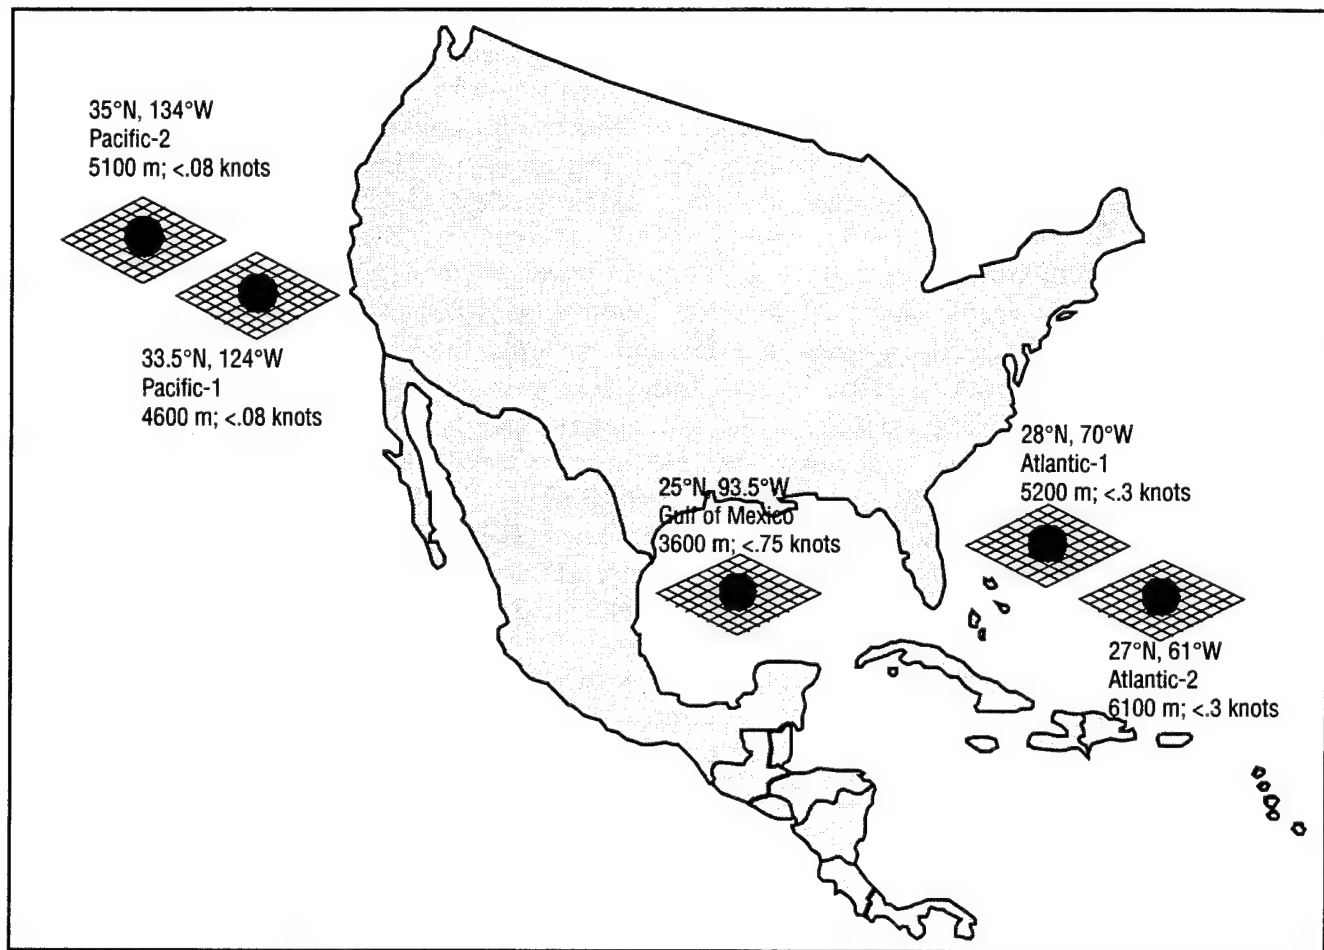 35°N, 134°W
Pacific-2
5100 m; <.08 knots
33.5°N, 124°W
Pacific-1
4600 m; <.08 knots
25°N, 93.5°W
Gulf of Mexico
3600 m; <.75 knots
28°N, 70°W
Atlantic-1
5200 m; <.3 knots
27°N, 61°W
Atlantic-2
6100 m; <.3 knots